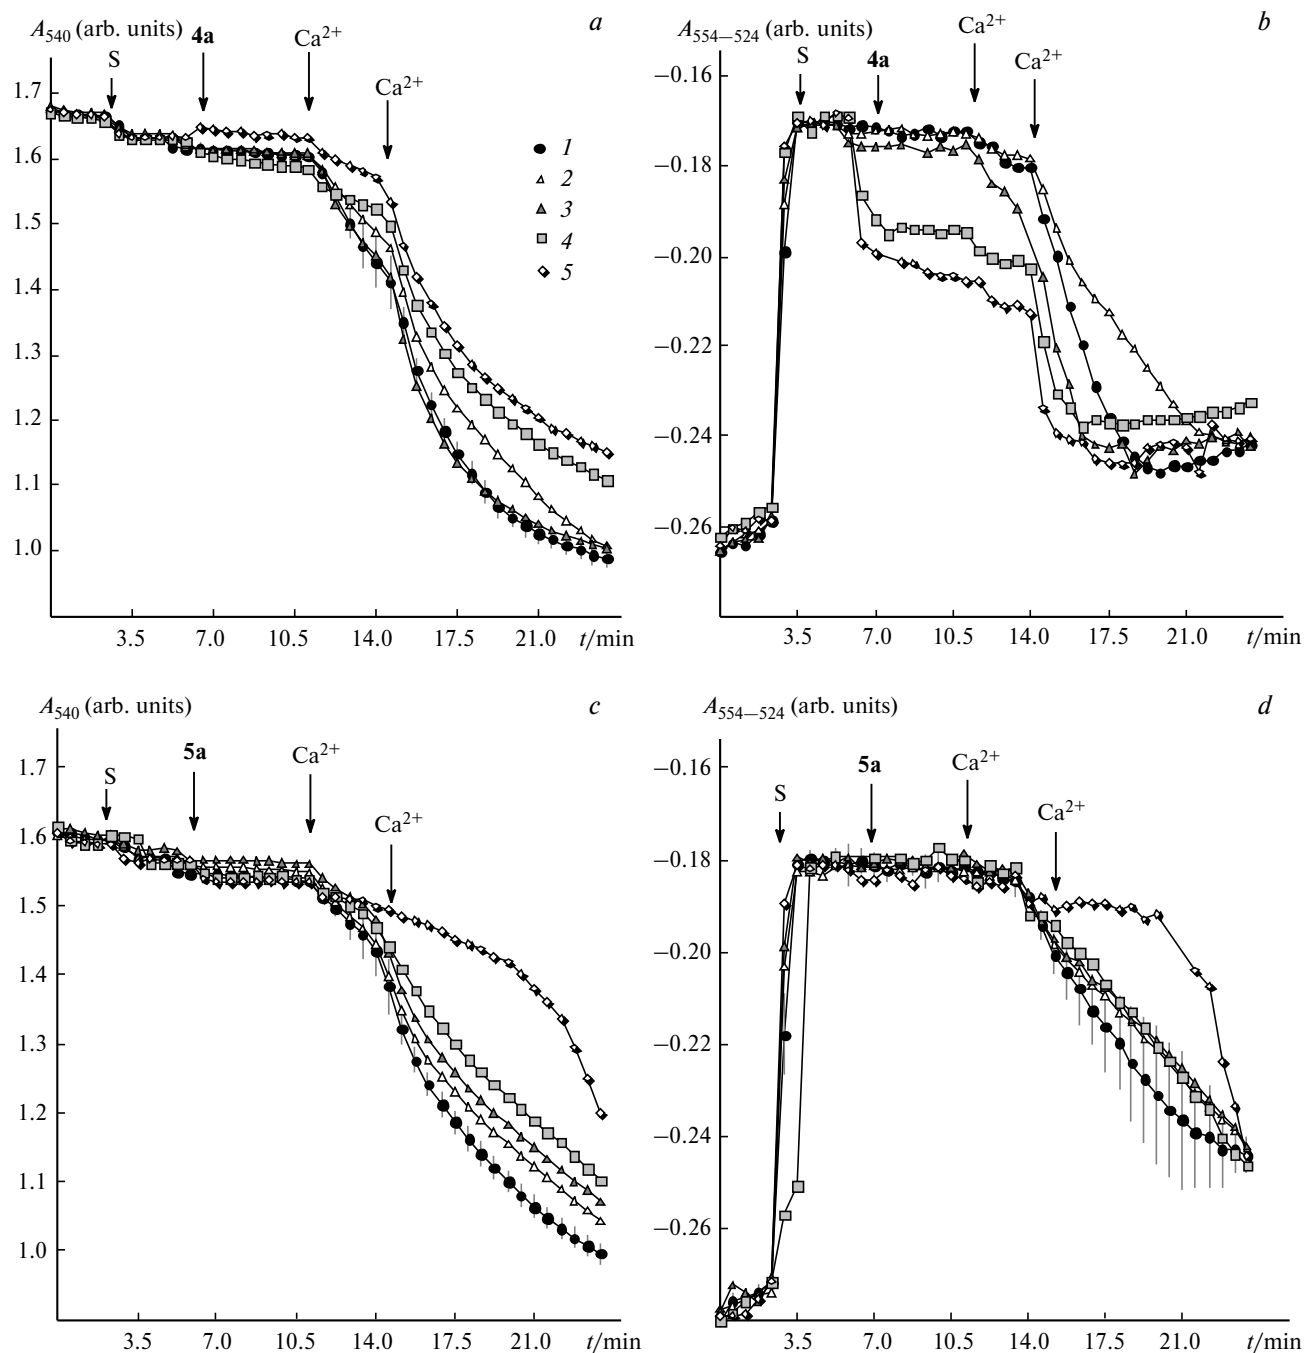 A540 (arb. units) 4a Ca2+ a
S Ca2+
1.7
1.6
1.5
1.4
1.3
1.2
1.1
1.0
1
2
3
4
5
3.5 7.0 10.5 14.0 17.5 21.0 t/min
A554—524 (arb. units) Ca2+ b
S 4a Ca2+
−0.16
−0.18
−0.20
−0.22
−0.24
−0.26
3.5 7.0 10.5 14.0 17.5 21.0 t/min
A540 (arb. units) c
S 5a Ca2+
Ca2+
1.7
1.6
1.5
1.4
1.3
1.2
1.1
1.0
3.5 7.0 10.5 14.0 17.5 21.0 t/min
A554—524 (arb. units) d
S 5a Ca2+
Ca2+
−0.16
−0.18
−0.20
−0.22
−0.24
−0.26
3.5 7.0 10.5 14.0 17.5 21.0 t/min